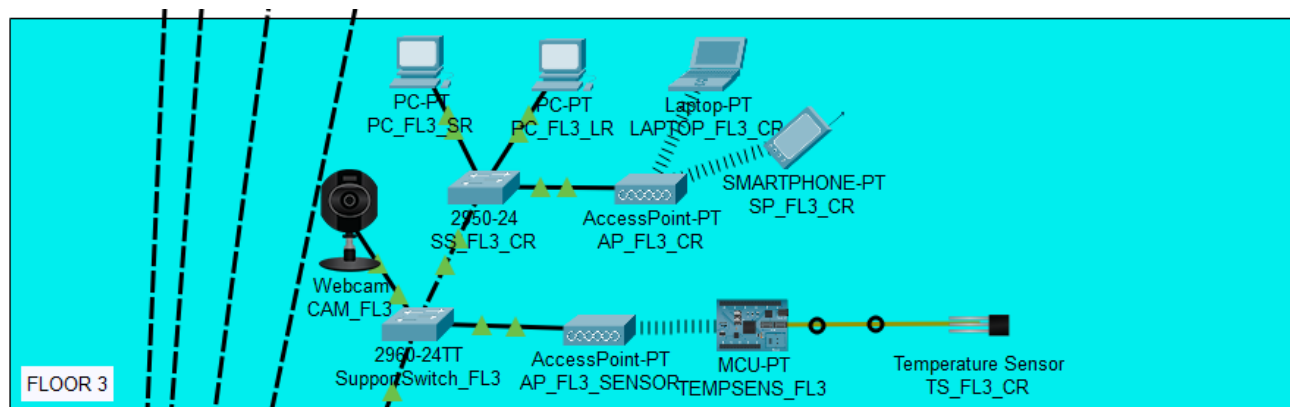 PC-PT
PC_FL3_SR
PC-PT
PC_FL3_LR
Laptop-PT
LAPTOP_FL3_CR
SMARTPHONE-PT
SP_FL3_CR
2950-24
SS_FL3_CR
AccessPoint-PT
AP_FL3_CR
Webcam
CAM_FL3
2960-24TT
SupportSwitch_FL3
AccessPoint-PT
AP_FL3_SENSOR
MCU-PT
TEMPSENS_FL3
Temperature Sensor
TS_FL3_CR
FLOOR 3